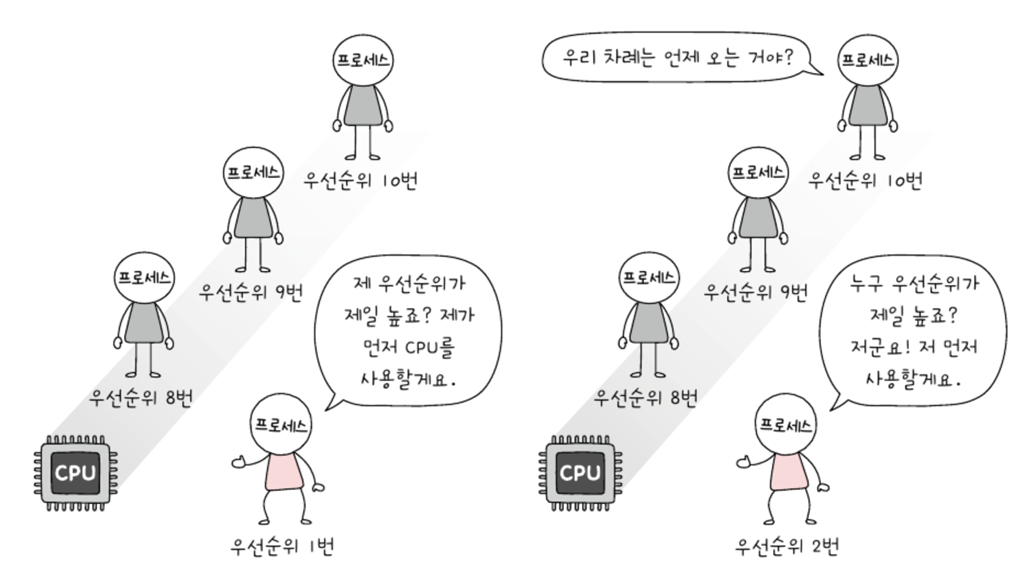 프로세스
우선순위 10번
프로세스
우선순위 9번
프로세스
우선순위 8번
제 우선순위가
제일 높죠? 제가
먼저 CPU를
사용할게요.
프로세스
CPU
우선순위 1번
우리 차례는 언제 오는 거야?
프로세스
우선순위 10번
프로세스
우선순위 9번
프로세스
우선순위 8번
누구 우선순위가
제일 높죠?
저군요! 저 먼저
사용할게요.
프로세스
CPU
우선순위 2번